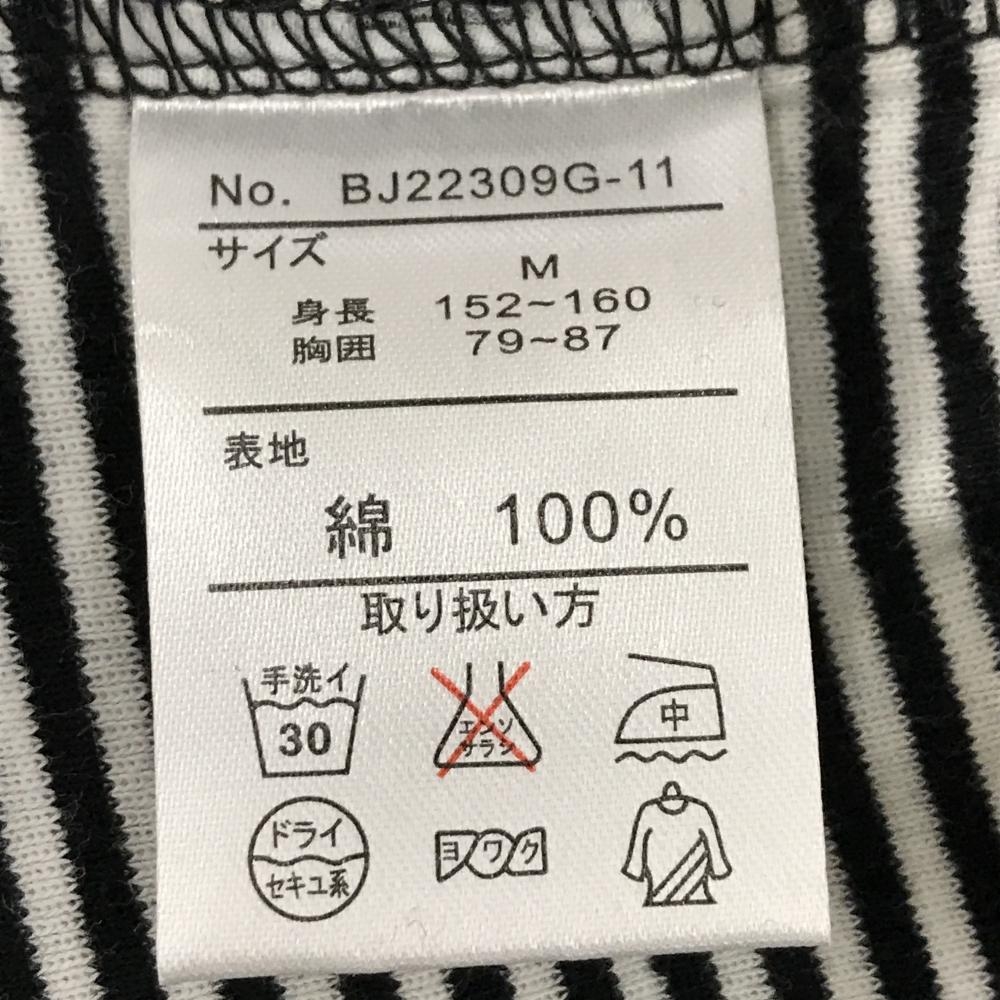 No. BJ22309G-11
サイズ
M
身長 152~160
胸囲 79~87
表地
綿 100%
取り扱い方
手洗イ
30
エンソ
サラシ
中
ドライ
セキユ系
ヨワク